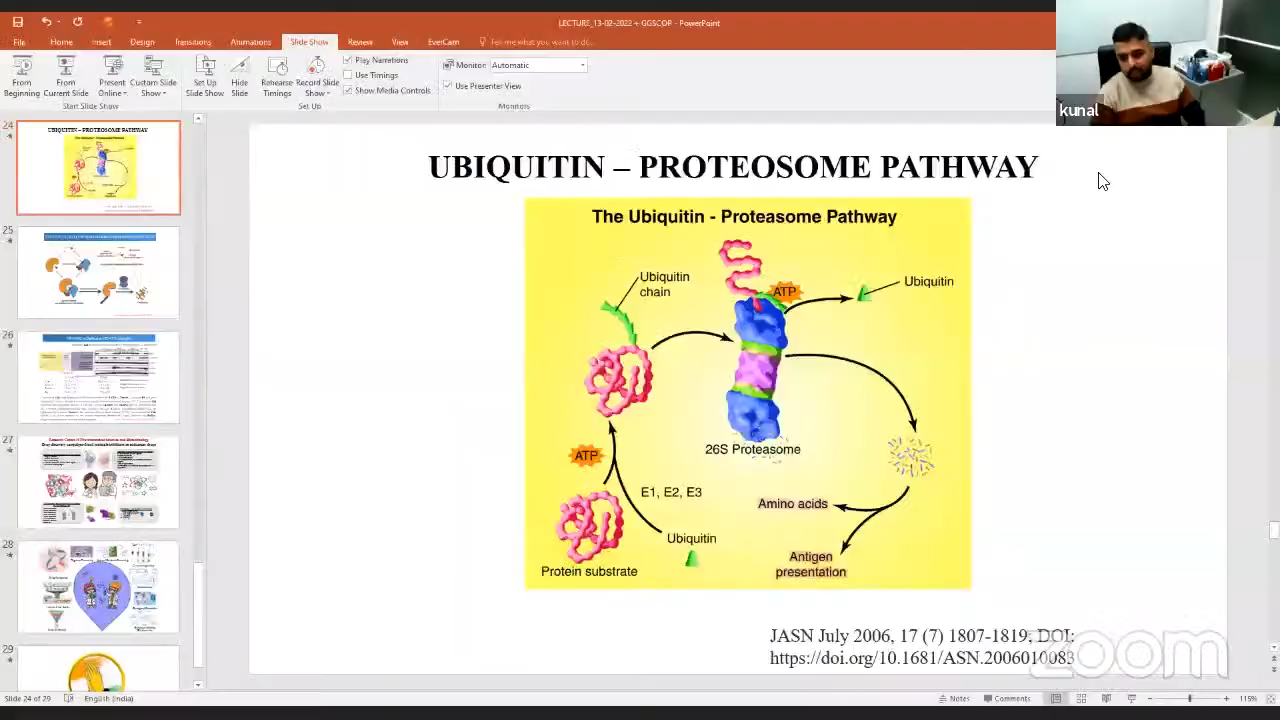 LECTURE_13-02-2022 + GGSCOP - PowerPoint
File Home Insert Design Transitions Animations Slide Show Review View EverCam Tell me what you want to do...
From Beginning
From Current Slide
Present Online
Custom Slide Show
Start Slide Show
Set Up Slide Show
Hide Slide
Rehearse Timings
Record Slide Show
Play Narrations
Use Timings
Show Media Controls
Set Up
Monitor: Automatic
Use Presenter View
Monitors
kunal
24
UBIQUITIN – PROTEOSOME PATHWAY
25
26
27
28
29
UBIQUITIN – PROTEOSOME PATHWAY
The Ubiquitin - Proteasome Pathway
Ubiquitin
chain
ATP
Ubiquitin
26S Proteasome
ATP
E1, E2, E3
Amino acids
Ubiquitin
Antigen
presentation
Protein substrate
JASN July 2006, 17 (7) 1807-1819, DOI:
https://doi.org/10.1681/ASN.2006010083
zoom
Slide 24 of 29 English (India) Notes Comments 115%